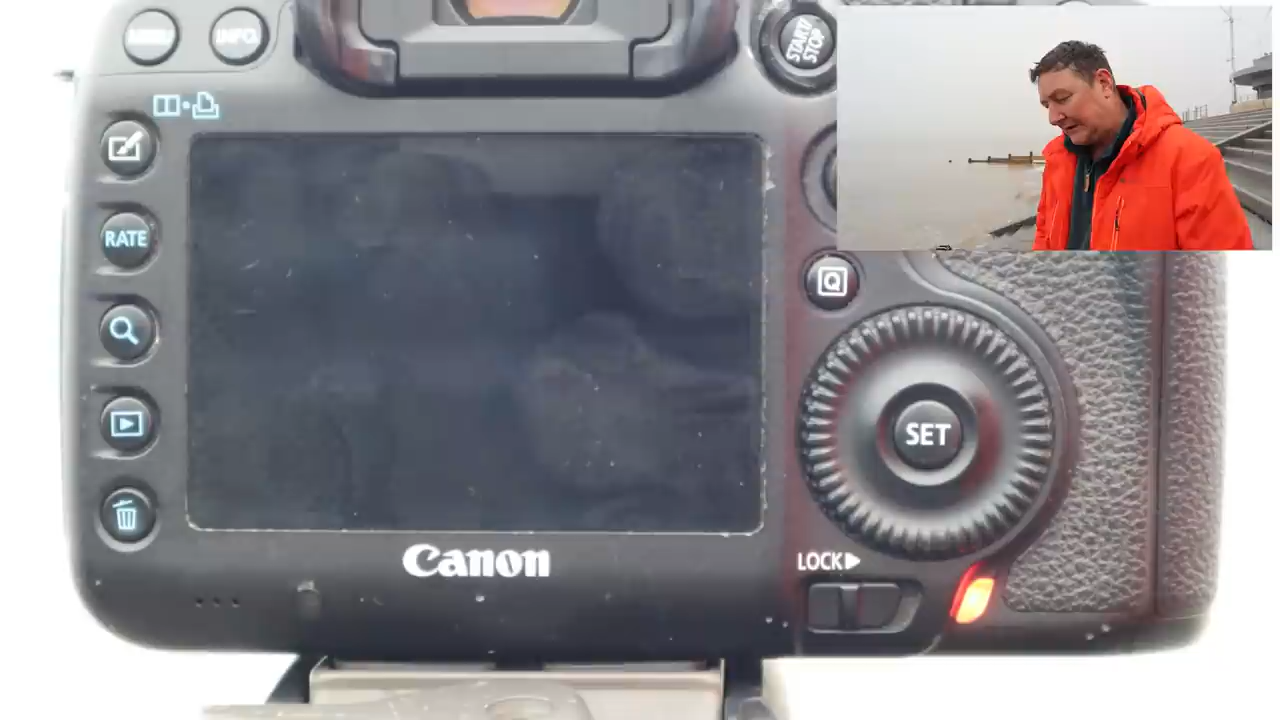 MENU
INFO.
START/
STOP
RATE
Q
SET
Canon
LOCK▶